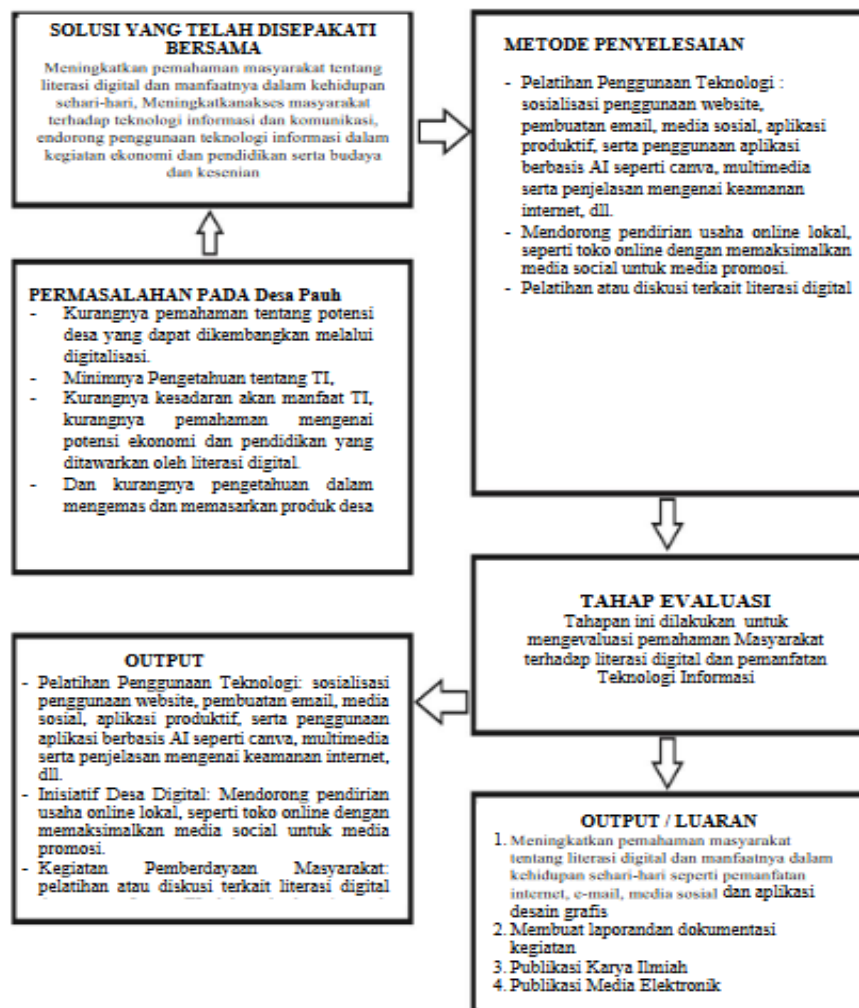 SOLUSI YANG TELAH DISEPAKATI
BERSAMA
Meningkatkan pemahaman masyarakat tentang
literasi digital dan manfaatnya dalam kehidupan
sehari-hari, Meningkatkanakses masyarakat
terhadap teknologi informasi dan komunikasi,
endorong penggunaan teknologi informasi dalam
kegiatan ekonomi dan pendidikan serta budaya
dan kesenian
PERMASALAHAN PADA Desa Pauh
- Kurangnya pemahaman tentang potensi
desa yang dapat dikembangkan melalui
digitalisasi.
- Minimnya Pengetahuan tentang TI,
- Kurangnya kesadaran akan manfaat TI,
kurangnya pemahaman mengenai
potensi ekonomi dan pendidikan yang
ditawarkan oleh literasi digital.
- Dan kurangnya pengetahuan dalam
mengemas dan memasarkan produk desa
METODE PENYELESAIAN
- Pelatihan Penggunaan Teknologi :
sosialisasi penggunaan website,
pembuatan email, media sosial, aplikasi
produktif, serta penggunaan aplikasi
berbasis AI seperti canva, multimedia
serta penjelasan mengenai keamanan
internet, dll.
- Mendorong pendirian usaha online lokal,
seperti toko online dengan memaksimalkan
media social untuk media promosi.
- Pelatihan atau diskusi terkait literasi digital
TAHAP EVALUASI
Tahapan ini dilakukan untuk
mengevaluasi pemahaman Masyarakat
terhadap literasi digital dan pemanfatan
Teknologi Informasi
OUTPUT
- Pelatihan Penggunaan Teknologi: sosialisasi
penggunaan website, pembuatan email, media
sosial, aplikasi produktif, serta penggunaan
aplikasi berbasis AI seperti canva, multimedia
serta penjelasan mengenai keamanan internet,
dll.
- Inisiatif Desa Digital: Mendorong pendirian
usaha online lokal, seperti toko online dengan
memaksimalkan media social untuk media
promosi.
- Kegiatan Pemberdayaan Masyarakat:
pelatihan atau diskusi terkait literasi digital
OUTPUT / LUARAN
1. Meningkatkan pemahaman masyarakat
tentang literasi digital dan manfaatnya dalam
kehidupan sehari-hari seperti pemanfatan
internet, e-mail, media sosial dan aplikasi
desain grafis
2. Membuat laporandan dokumentasi
kegiatan
3. Publikasi Karya Ilmiah
4. Publikasi Media Elektronik